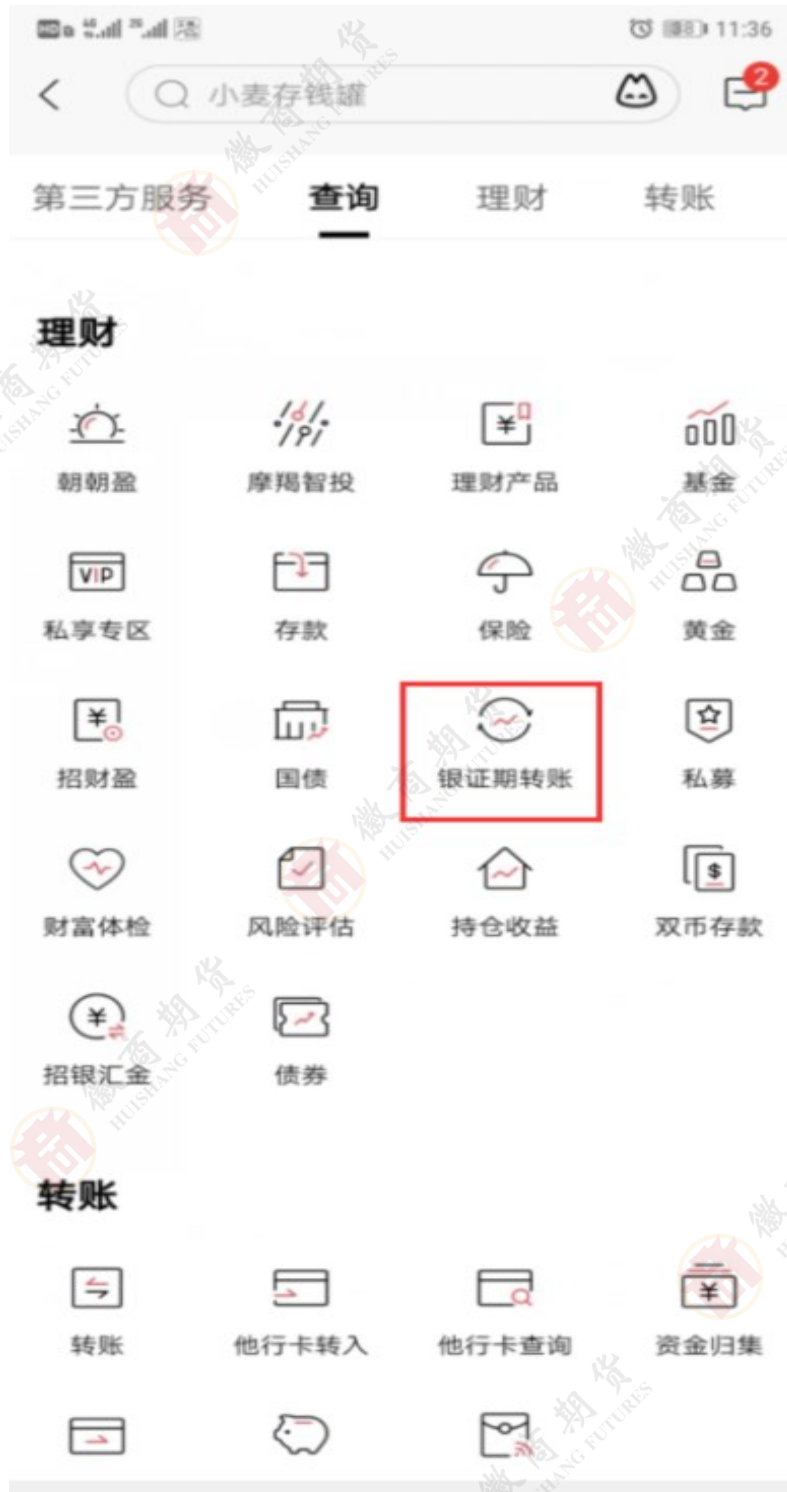 11:36
小麦存钱罐
2
第三方服务 查询 理财 转账
理财
朝朝盈 摩羯智投 理财产品 基金
VIP
私享专区 存款 保险 黄金
招财盈 国债 银证期转账 私募
财富体检 风险评估 持仓收益 双币存款
招银汇金 债券
转账
转账 他行卡转入 他行卡查询 资金归集
徽商期货
HUISHANG FUTURES